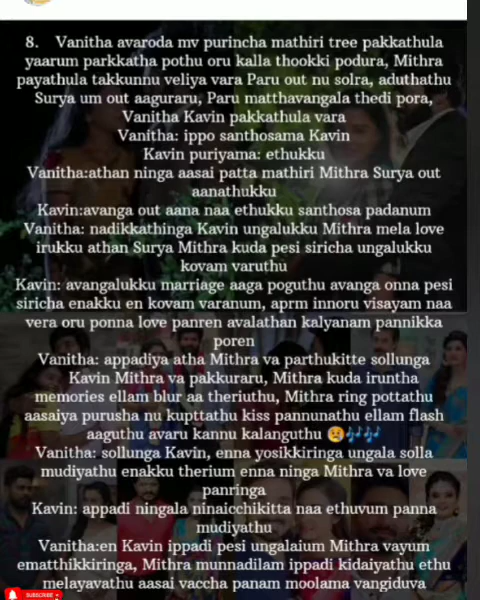 8. Vanitha avaroda mv purincha mathiri tree pakkathula
yaarum parkkatha pothu oru kalla thookki podura, Mithra
payathula takkunnu veliya vara Paru out nu solra, aduthathu
Surya um out aaguraru, Paru matthavangala thedi pora,
Vanitha Kavin pakkathula vara
Vanitha: ippo santhosama Kavin
Kavin puriyama: ethukku
Vanitha:athan ninga aasai patta mathiri Mithra Surya out
aanathukku
Kavin:avanga out aana naa ethukku santhosa padanum
Vanitha: nadikkathinga Kavin ungalukku Mithra mela love
irukku athan Surya Mithra kuda pesi siricha ungalukku
kovam varuthu
Kavin: avangalukku marriage aaga poguthu avanga onna pesi
siricha enakku en kovam varanum, aprm innoru visayam naa
vera oru ponna love panren avalathan kalyanam pannikka
poren
Vanitha: appadiya atha Mithra va parthukitte sollunga
Kavin Mithra va pakkuraru, Mithra kuda iruntha
memories ellam blur aa theriuthu, Mithra ring pottathu
aasaiya purusha nu kupttathu kiss pannunathu ellam flash
aaguthu avaru kannu kalanguthu 😢🎶🎶
Vanitha: sollunga Kavin, enna yosikkiringa ungala solla
mudiyathu enakku therium enna ninga Mithra va love
panringa
Kavin: appadi ningala ninaicchikitta naa ethuvum panna
mudiyathu
Vanitha:en Kavin ippadi pesi ungalaium Mithra vayum
ematthikkiringa, Mithra munnadilam ippadi kidaiyathu ethu
melayavathu aasai vaccha panam moolama vangiduva
SUBSCRIBE